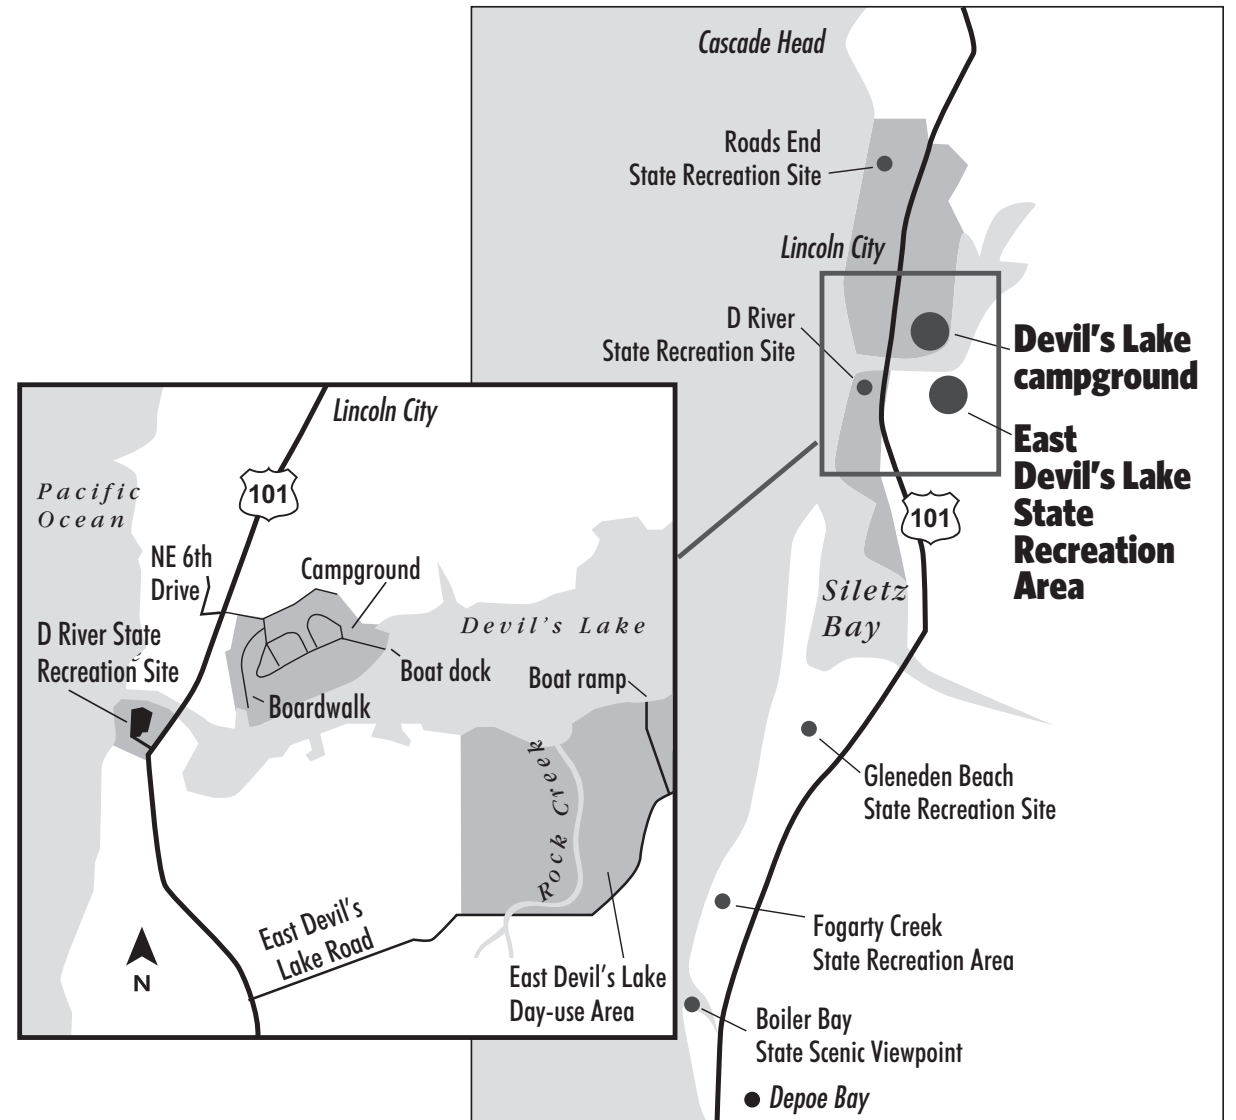 Cascade Head
Roads End
State Recreation Site
Lincoln City
D River
State Recreation Site
Devil's Lake
campground
East
Devil's Lake
State
Recreation
Area
101
Siletz
Bay
Gleneden Beach
State Recreation Site
Fogarty Creek
State Recreation Area
Boiler Bay
State Scenic Viewpoint
Depoe Bay
Lincoln City
101
Pacific
Ocean
NE 6th
Drive
Campground
Devil's Lake
D River State
Recreation Site
Boat dock
Boat ramp
Boardwalk
Rock Creek
East Devil's
Lake Road
N
East Devil's Lake
Day-use Area